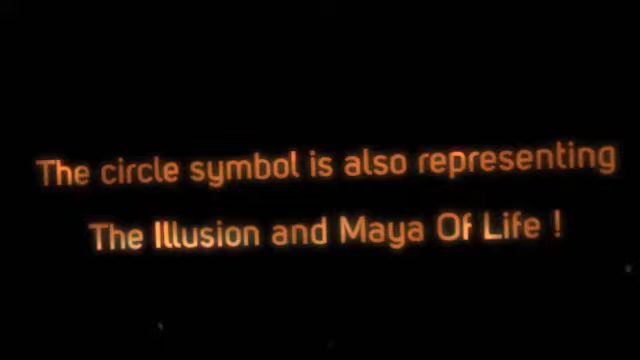 The circle symbol is also representing
The Illusion and Maya Of Life !